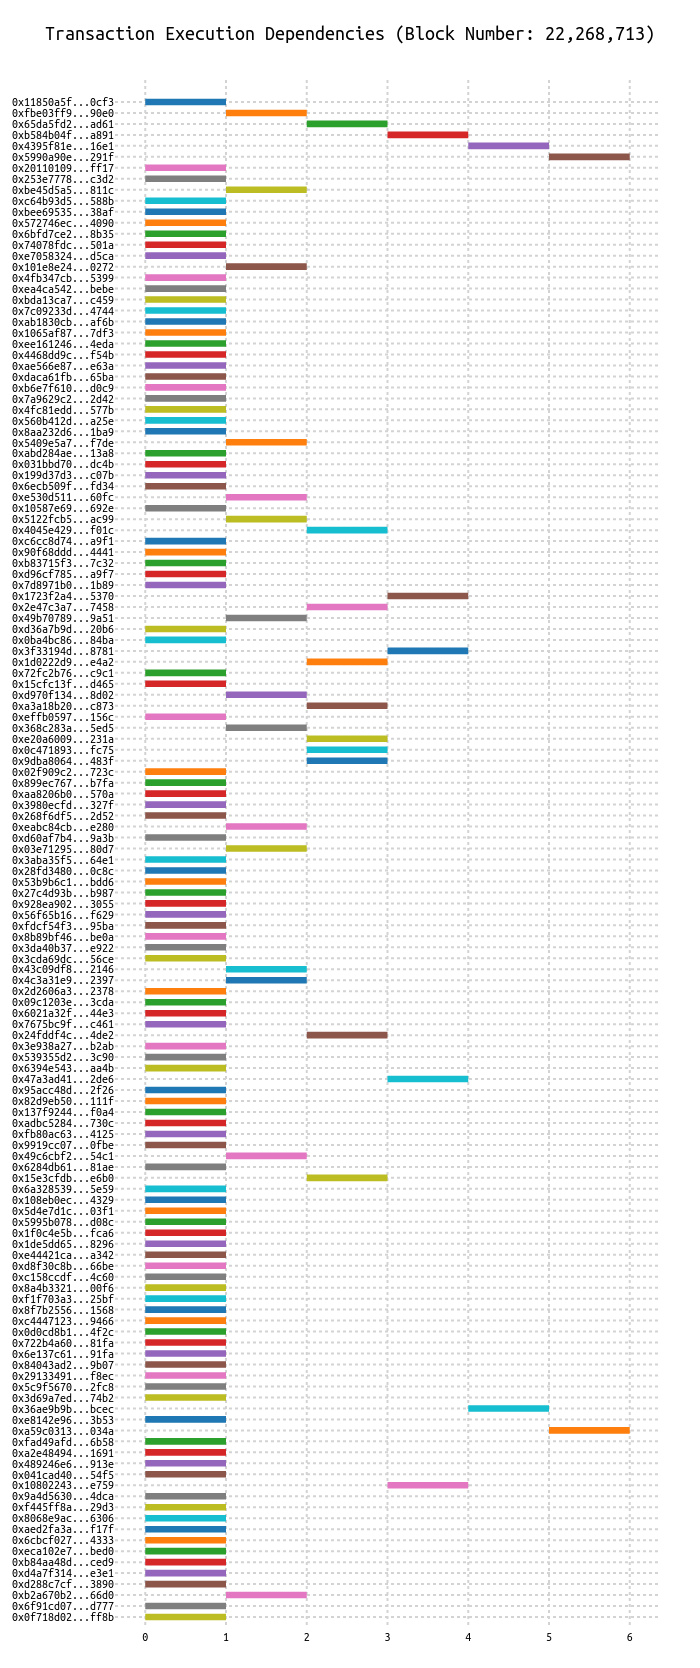 Transaction Execution Dependencies (Block Number: 22,268,713)
0x11850a5f...0cf3
0xfbe03ff9...90e0
0x65da5fd2...ad61
0xb584b04f...a891
0x4395f81e...16e1
0x5990a90e...291f
0x20110109...ff17
0x253e7778...c3d2
0xbe45d5a5...811c
0xc64b93d5...588b
0xbee69535...38af
0x572746ec...4090
0x6bfd7ce2...8b35
0x74078fdc...501a
0xe7058324...d5ca
0x101e8e24...0272
0x4fb347cb...5399
0xea4ca542...bebe
0xbda13ca7...c459
0x7c09233d...4744
0xab1830cb...af6b
0x1065af87...7df3
0xee161246...4eda
0x4468dd9c...f54b
0xae566e87...e63a
0xdaca61fb...65ba
0xb6e7f610...d0c9
0x7a9629c2...2d42
0x4fc81edd...577b
0x560b412d...a25e
0x8aa232d6...1ba9
0x5409e5a7...f7de
0xabd284ae...13a8
0x031bbd70...dc4b
0x199d37d3...c07b
0x6ecb509f...fd34
0xe530d511...60fc
0x10587e69...692e
0x5122fcb5...ac99
0x4045e429...f01c
0xc6cc8d74...a9f1
0x90f68ddd...4441
0xb83715f3...7c32
0xd96cf785...a9f7
0x7d8971b0...1b89
0x1723f2a4...5370
0x2e47c3a7...7458
0x49b70789...9a51
0xd36a7b9d...20b6
0x0ba4bc86...84ba
0x3f33194d...8781
0x1d0222d9...e4a2
0x72fc2b76...c9c1
0x15cfc13f...d465
0xd970f134...8d02
0xa3a18b20...c873
0xeffb0597...156c
0x368c283a...5ed5
0xe20a6009...231a
0x0c471893...fc75
0x9dba8064...483f
0x02f909c2...723c
0x899ec767...b7fa
0xaa8206b0...570a
0x3980ecfd...327f
0x268f6df5...2d52
0xeabc84cb...e280
0xd60af7b4...9a3b
0x03e71295...80d7
0x3aba35f5...64e1
0x28fd3480...0c8c
0x53b9b6c1...bdd6
0x27c4d93b...b987
0x928ea902...3055
0x56f65b16...f629
0xfdcf54f3...95ba
0x8b89bf46...be0a
0x3da40b37...e922
0x3cda69dc...56ce
0x43c09df8...2146
0x4c3a31e9...2397
0x2d2606a3...2378
0x09c1203e...3cda
0x6021a32f...44e3
0x7675bc9f...c461
0x24fddf4c...4de2
0x3e938a27...b2ab
0x539355d2...3c90
0x6394e543...aa4b
0x47a3ad41...2de6
0x95acc48d...2f26
0x82d9eb50...111f
0x137f9244...f0a4
0xadbc5284...730c
0xfb80ac63...4125
0x9919cc07...0fbe
0x49c6cbf2...54c1
0x6284db61...81ae
0x15e3cfdb...e6b0
0x6a328539...5e59
0x108eb0ec...4329
0x5d4e7d1c...03f1
0x5995b078...d08c
0x1f0c4e5b...fca6
0x1de5dd65...8296
0xe44421ca...a342
0xd8f30c8b...66be
0xc158ccdf...4c60
0x8a4b3321...00f6
0xf1f703a3...25bf
0x8f7b2556...1568
0xc4447123...9466
0x0d0cd8b1...4f2c
0x722b4a60...81fa
0x6e137c61...91fa
0x84043ad2...9b07
0x29133491...f8ec
0x5c9f5670...2fc8
0x3d69a7ed...74b2
0x36ae9b9b...bcec
0xe8142e96...3b53
0xa59c0313...034a
0xfad49afd...6b58
0xa2e48494...1691
0x489246e6...913e
0x041cad40...54f5
0x10802243...e759
0x9a4d5630...4dca
0xf445ff8a...29d3
0x8068e9ac...6306
0xaed2fa3a...f17f
0x6cbcf027...4333
0xeca102e7...bed0
0xb84aa48d...ced9
0xd4a7f314...e3e1
0xd288c7cf...3890
0xb2a670b2...66d0
0x6f91cd07...d777
0x0f718d02...ff8b
0 1 2 3 4 5 6